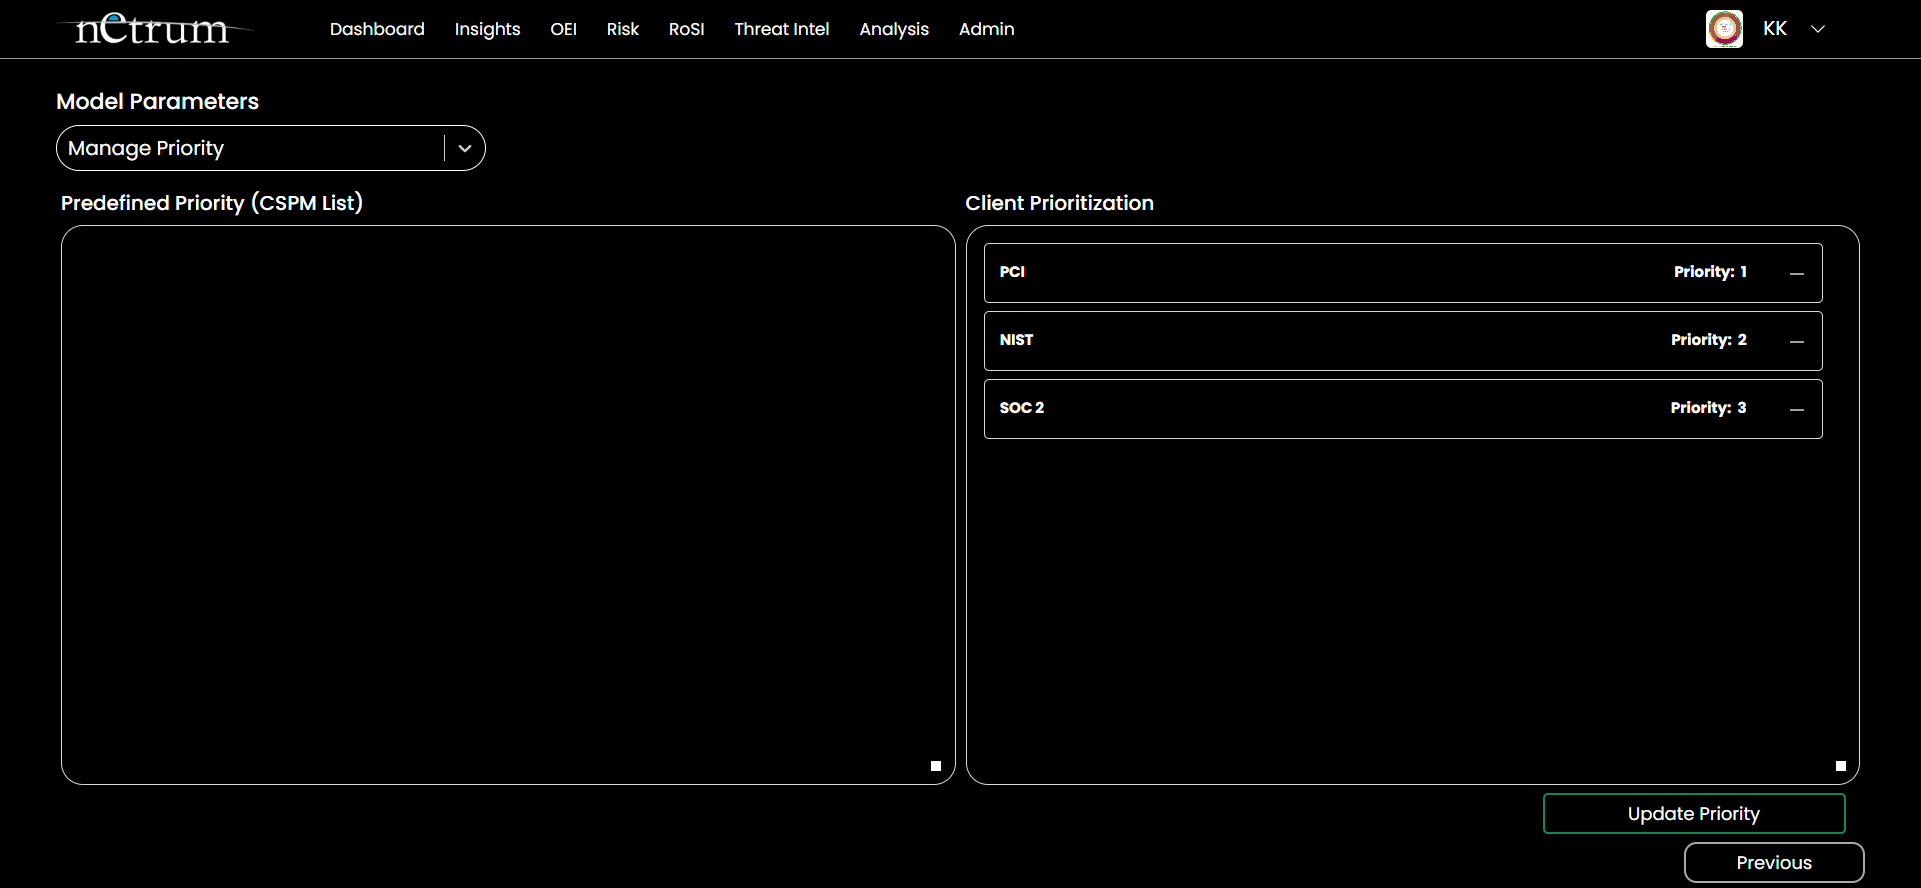 netrum
Dashboard Insights OEI Risk RoSI Threat Intel Analysis Admin
KK
Model Parameters
Manage Priority
Predefined Priority (CSPM List)
Client Prioritization
PCI Priority: 1
NIST Priority: 2
SOC 2 Priority: 3
Update Priority
Previous